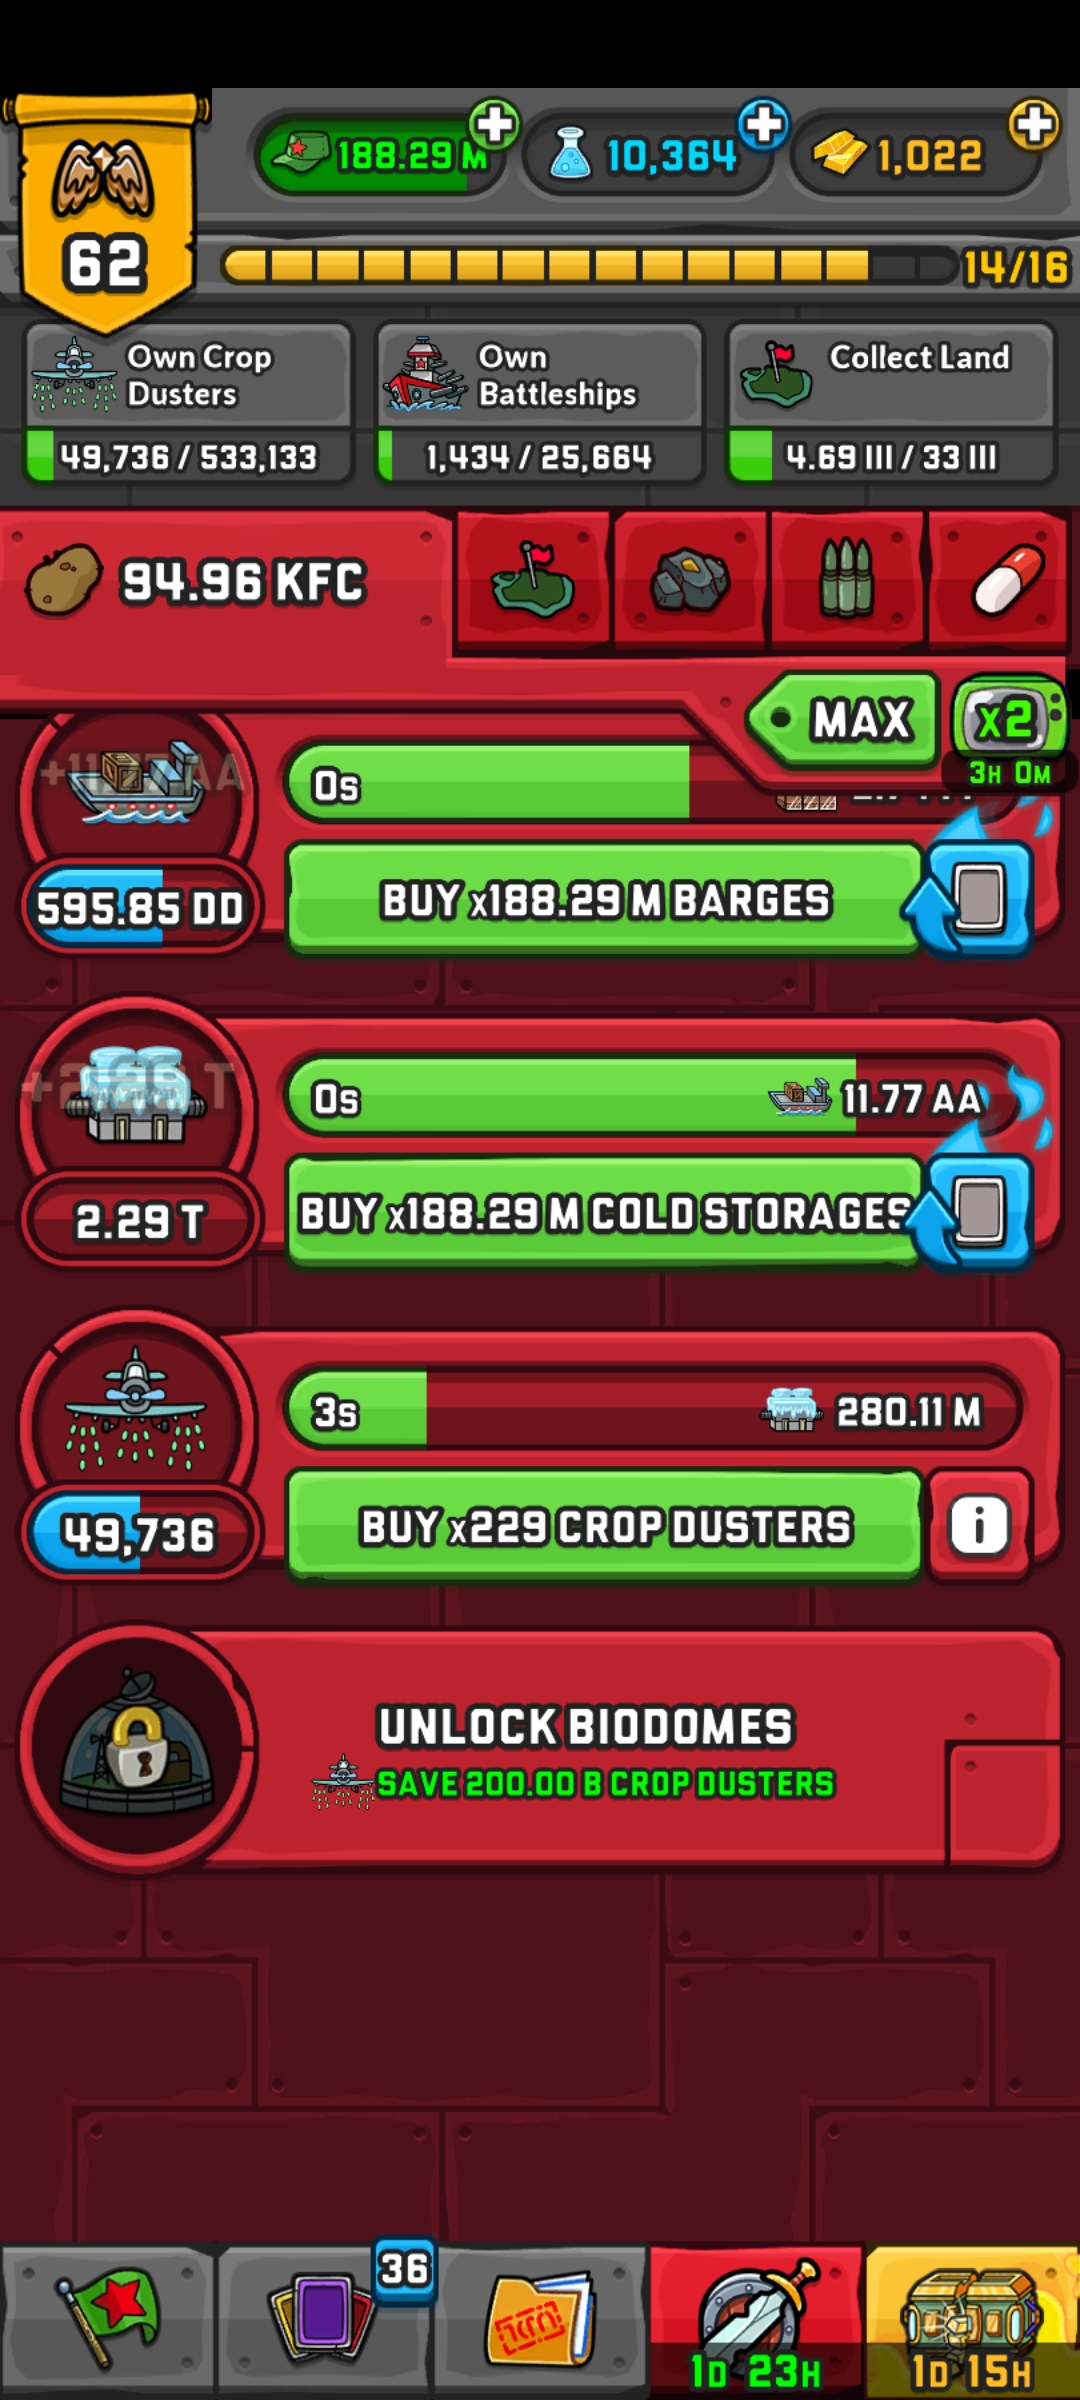 188.29 M
10,364
1,022
62
14/16
Own Crop
Dusters
49,736 / 533,133
Own
Battleships
1,434 / 25,664
Collect Land
4.69 III / 33 III
94.96 KFC
MAX
x2
3H 0M
0s
595.85 DD
BUY x188.29 M BARGES
0s
11.77 AA
2.29 T
BUY x188.29 M COLD STORAGES
3s
280.11 M
49,736
BUY x229 CROP DUSTERS
i
UNLOCK BIODOMES
SAVE 200.00 B CROP DUSTERS
36
1D 23H
1D 15H